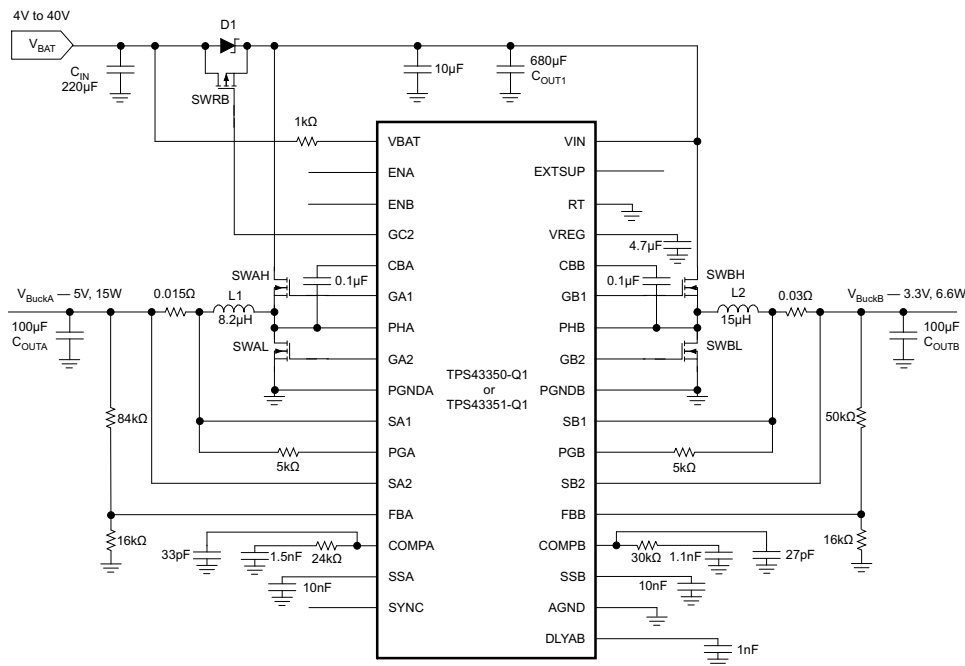 4V to 40V
D1
V_BAT
C_IN
220µF
SWRB
10µF
680µF
C_OUT1
1kΩ
VBAT
VIN
ENA
EXTSUP
ENB
RT
GC2
VREG
4.7µF
CBA
CBB
SWAH
0.1µF
0.1µF
SWBH
GA1
GB1
V_BuckA — 5V, 15W
0.015Ω
L1
8.2µH
L2
15µH
0.03Ω
V_BuckB — 3.3V, 6.6W
100µF
C_OUTA
PHA
PHB
100µF
C_OUTB
SWAL
GA2
GB2
SWBL
TPS43350-Q1
or
TPS43351-Q1
PGNDA
PGNDB
84kΩ
SA1
SB1
50kΩ
PGA
PGB
5kΩ
5kΩ
SA2
SB2
FBA
FBB
16kΩ
16kΩ
33pF
1.5nF
24kΩ
COMPA
COMPB
30kΩ
1.1nF
27pF
SSA
SSB
10nF
10nF
SYNC
AGND
DLYAB
1nF